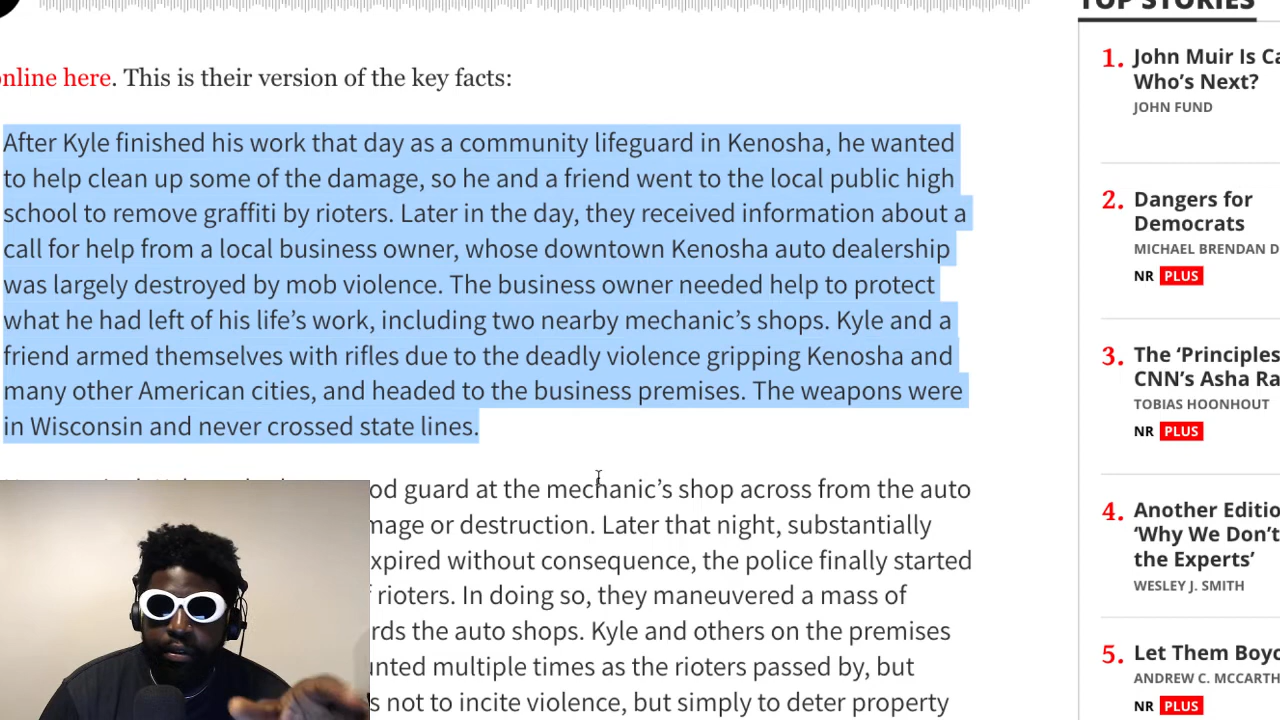 online here. This is their version of the key facts:
After Kyle finished his work that day as a community lifeguard in Kenosha, he wanted
to help clean up some of the damage, so he and a friend went to the local public high
school to remove graffiti by rioters. Later in the day, they received information about a
call for help from a local business owner, whose downtown Kenosha auto dealership
was largely destroyed by mob violence. The business owner needed help to protect
what he had left of his life’s work, including two nearby mechanic’s shops. Kyle and a
friend armed themselves with rifles due to the deadly violence gripping Kenosha and
many other American cities, and headed to the business premises. The weapons were
in Wisconsin and never crossed state lines.
guard at the mechanic’s shop across from the auto
or destruction. Later that night, substantially
without consequence, the police finally started
rioters. In doing so, they maneuvered a mass of
the auto shops. Kyle and others on the premises
multiple times as the rioters passed by, but
not to incite violence, but simply to deter property
TOP STORIES
1. John Muir Is
Who’s Next?
JOHN FUND
2. Dangers for
Democrats
MICHAEL BRENDAN
NR PLUS
3. The ‘Principles
CNN’s Asha
TOBIAS HOONHOUT
NR PLUS
4. Another
‘Why We Don’t
the Experts’
WESLEY J. SMITH
5. Let Them
ANDREW C.
NR PLUS